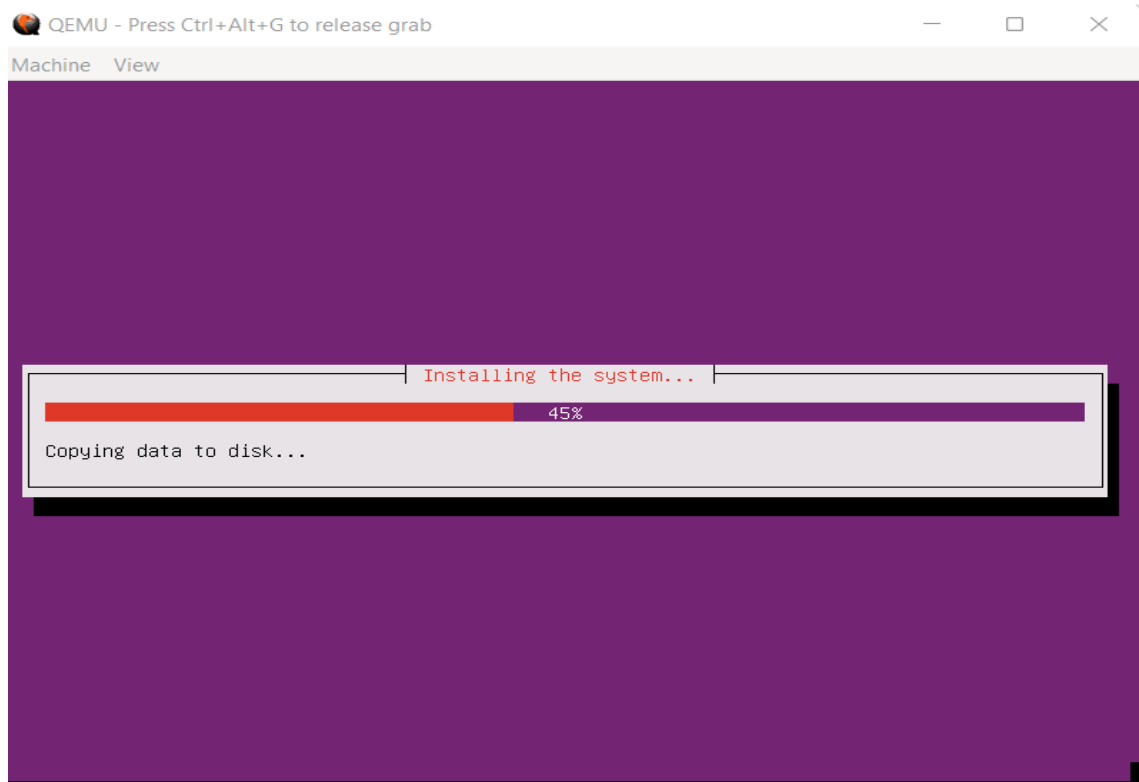 QEMU - Press Ctrl+Alt+G to release grab
Machine View
Installing the system...
45%
Copying data to disk...